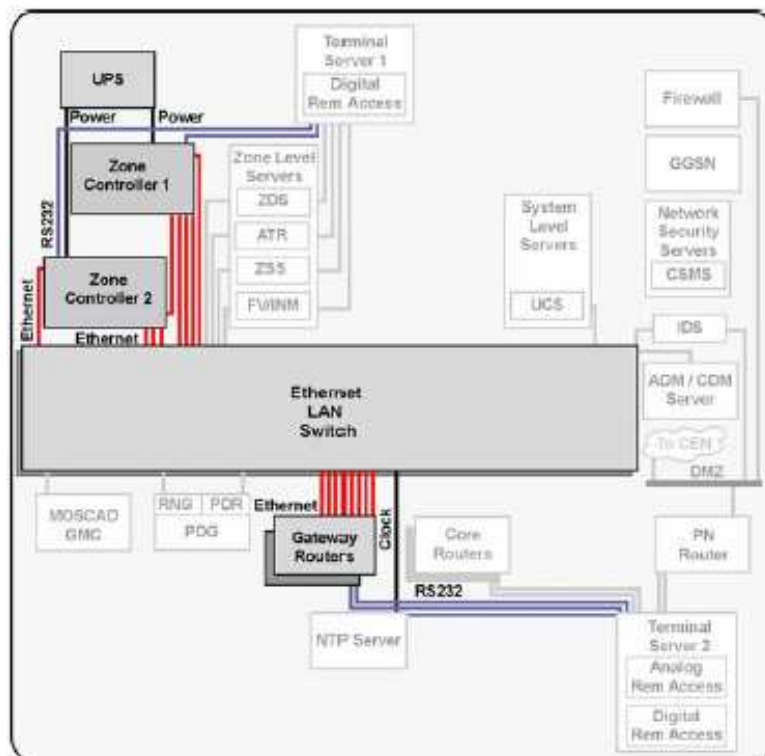 UPS
Power
Power
Zone
Controller 1
RS232
Zone
Controller 2
Ethernet
Ethernet
Terminal
Server 1
Digital
Rem Access
Zone Level
Servers
ZDS
ATR
ZSS
FV/INM
System
Level
Servers
UCS
Firewall
GGSN
Network
Security
Servers
CSMS
IDS
ADM / CDM
Server
To CEN
DMZ
Ethernet
LAN
Switch
MOSCAD
GMC
RNG
PDR
PDG
Ethernet
Clock
Gateway
Routers
Core
Routers
RS232
PN
Router
NTP Server
Terminal
Server 2
Analog
Rem Access
Digital
Rem Access